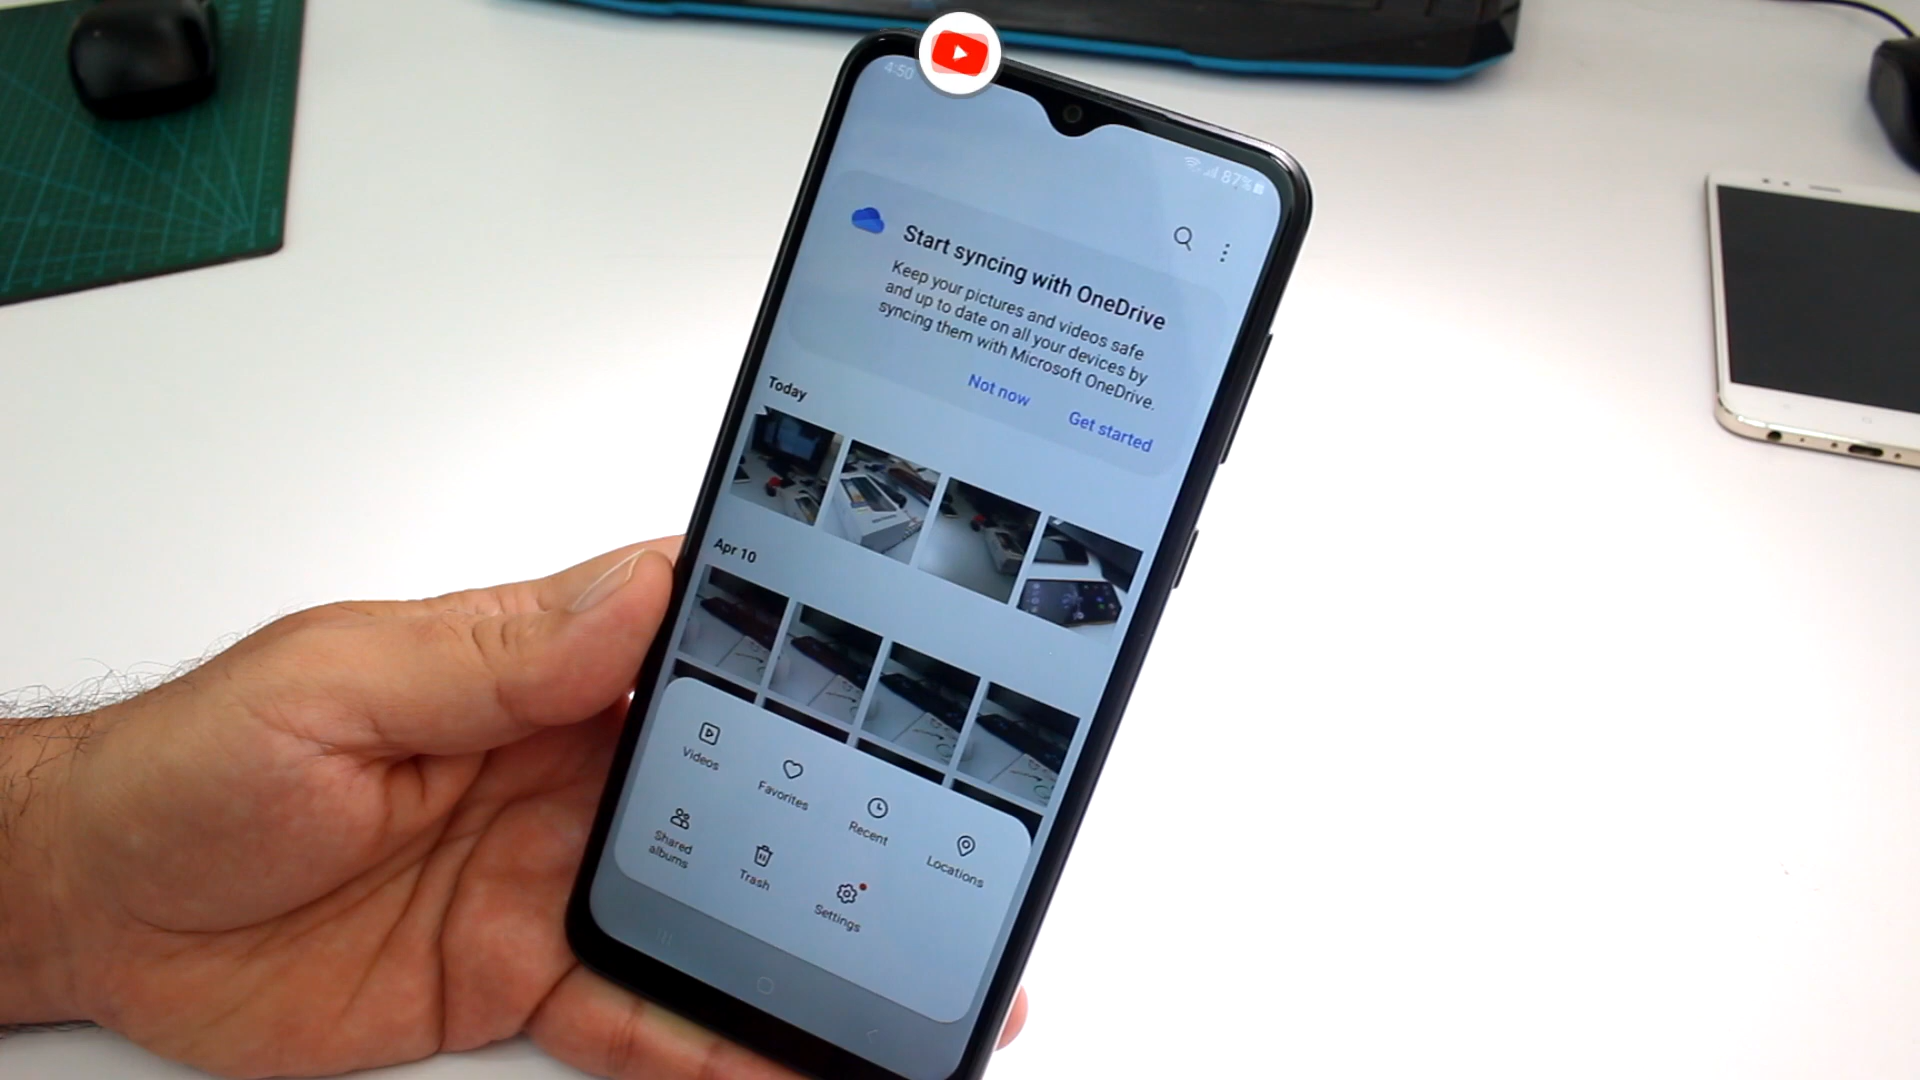 4:50
87%
Start syncing with OneDrive
Keep your pictures and videos safe
and up to date on all your devices by
syncing them with Microsoft OneDrive.
Not now
Get started
Today
Apr 10
Videos
Favorites
Recent
Locations
Shared
albums
Trash
Settings